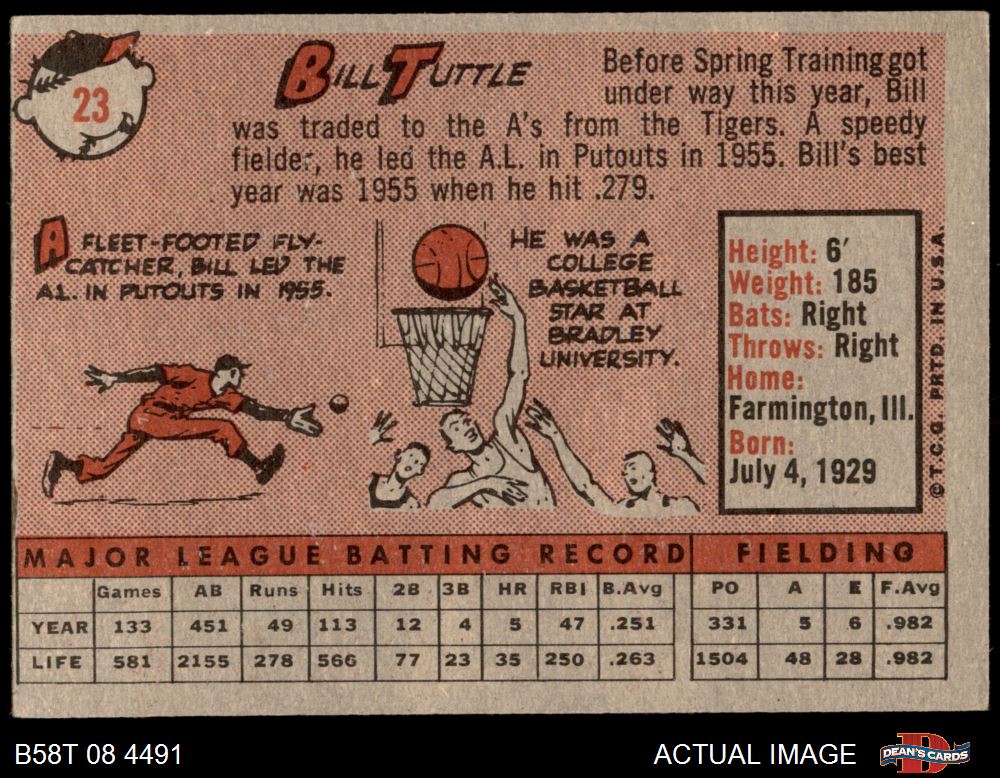 23
BILL TUTTLE
Before Spring Training got
under way this year, Bill
was traded to the A's from the Tigers. A speedy
fielder, he led the A.L. in Putouts in 1955. Bill's best
year was 1955 when he hit .279.
A FLEET-FOOTED FLY-
CATCHER, BILL LED THE
A.L. IN PUTOUTS IN 1955.
HE WAS A
COLLEGE
BASKETBALL
STAR AT
BRADLEY
UNIVERSITY.
Height: 6′
Weight: 185
Bats: Right
Throws: Right
Home:
Farmington, Ill.
Born:
July 4, 1929
© T.C.G. PRTD. IN U.S.A.
MAJOR LEAGUE BATTING RECORD FIELDING
Games AB Runs Hits 2B 3B HR RBI B.Avg PO A E F.Avg
YEAR 133 451 49 113 12 4 5 47 .251 331 5 6 .982
LIFE 581 2155 278 566 77 23 35 250 .263 1504 48 28 .982
B58T 08 4491
ACTUAL IMAGE
DEAN'S CARDS